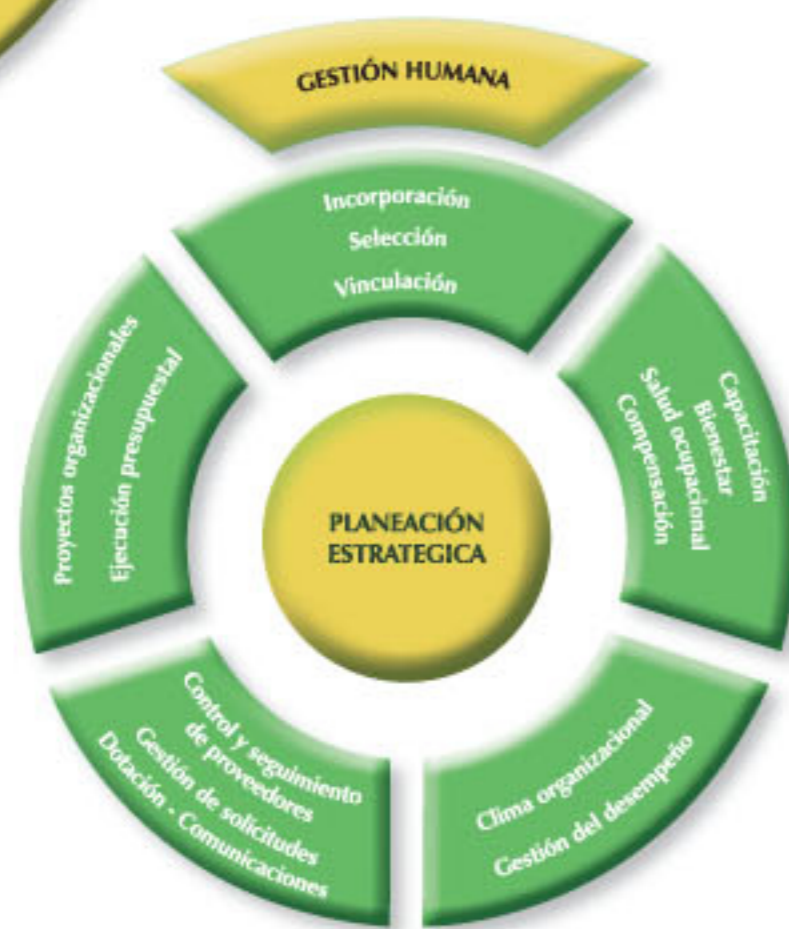 GESTIÓN HUMANA
Incorporación
Selección
Vinculación
Capacitación
Bienestar
Salud ocupacional
Compensación
Clima organizacional
Gestión del desempeño
Control y seguimiento
de proveedores
Gestión de solicitudes
Dotación - Comunicaciones
Proyectos organizacionales
Ejecución presupuestal
PLANEACIÓN
ESTRATEGICA